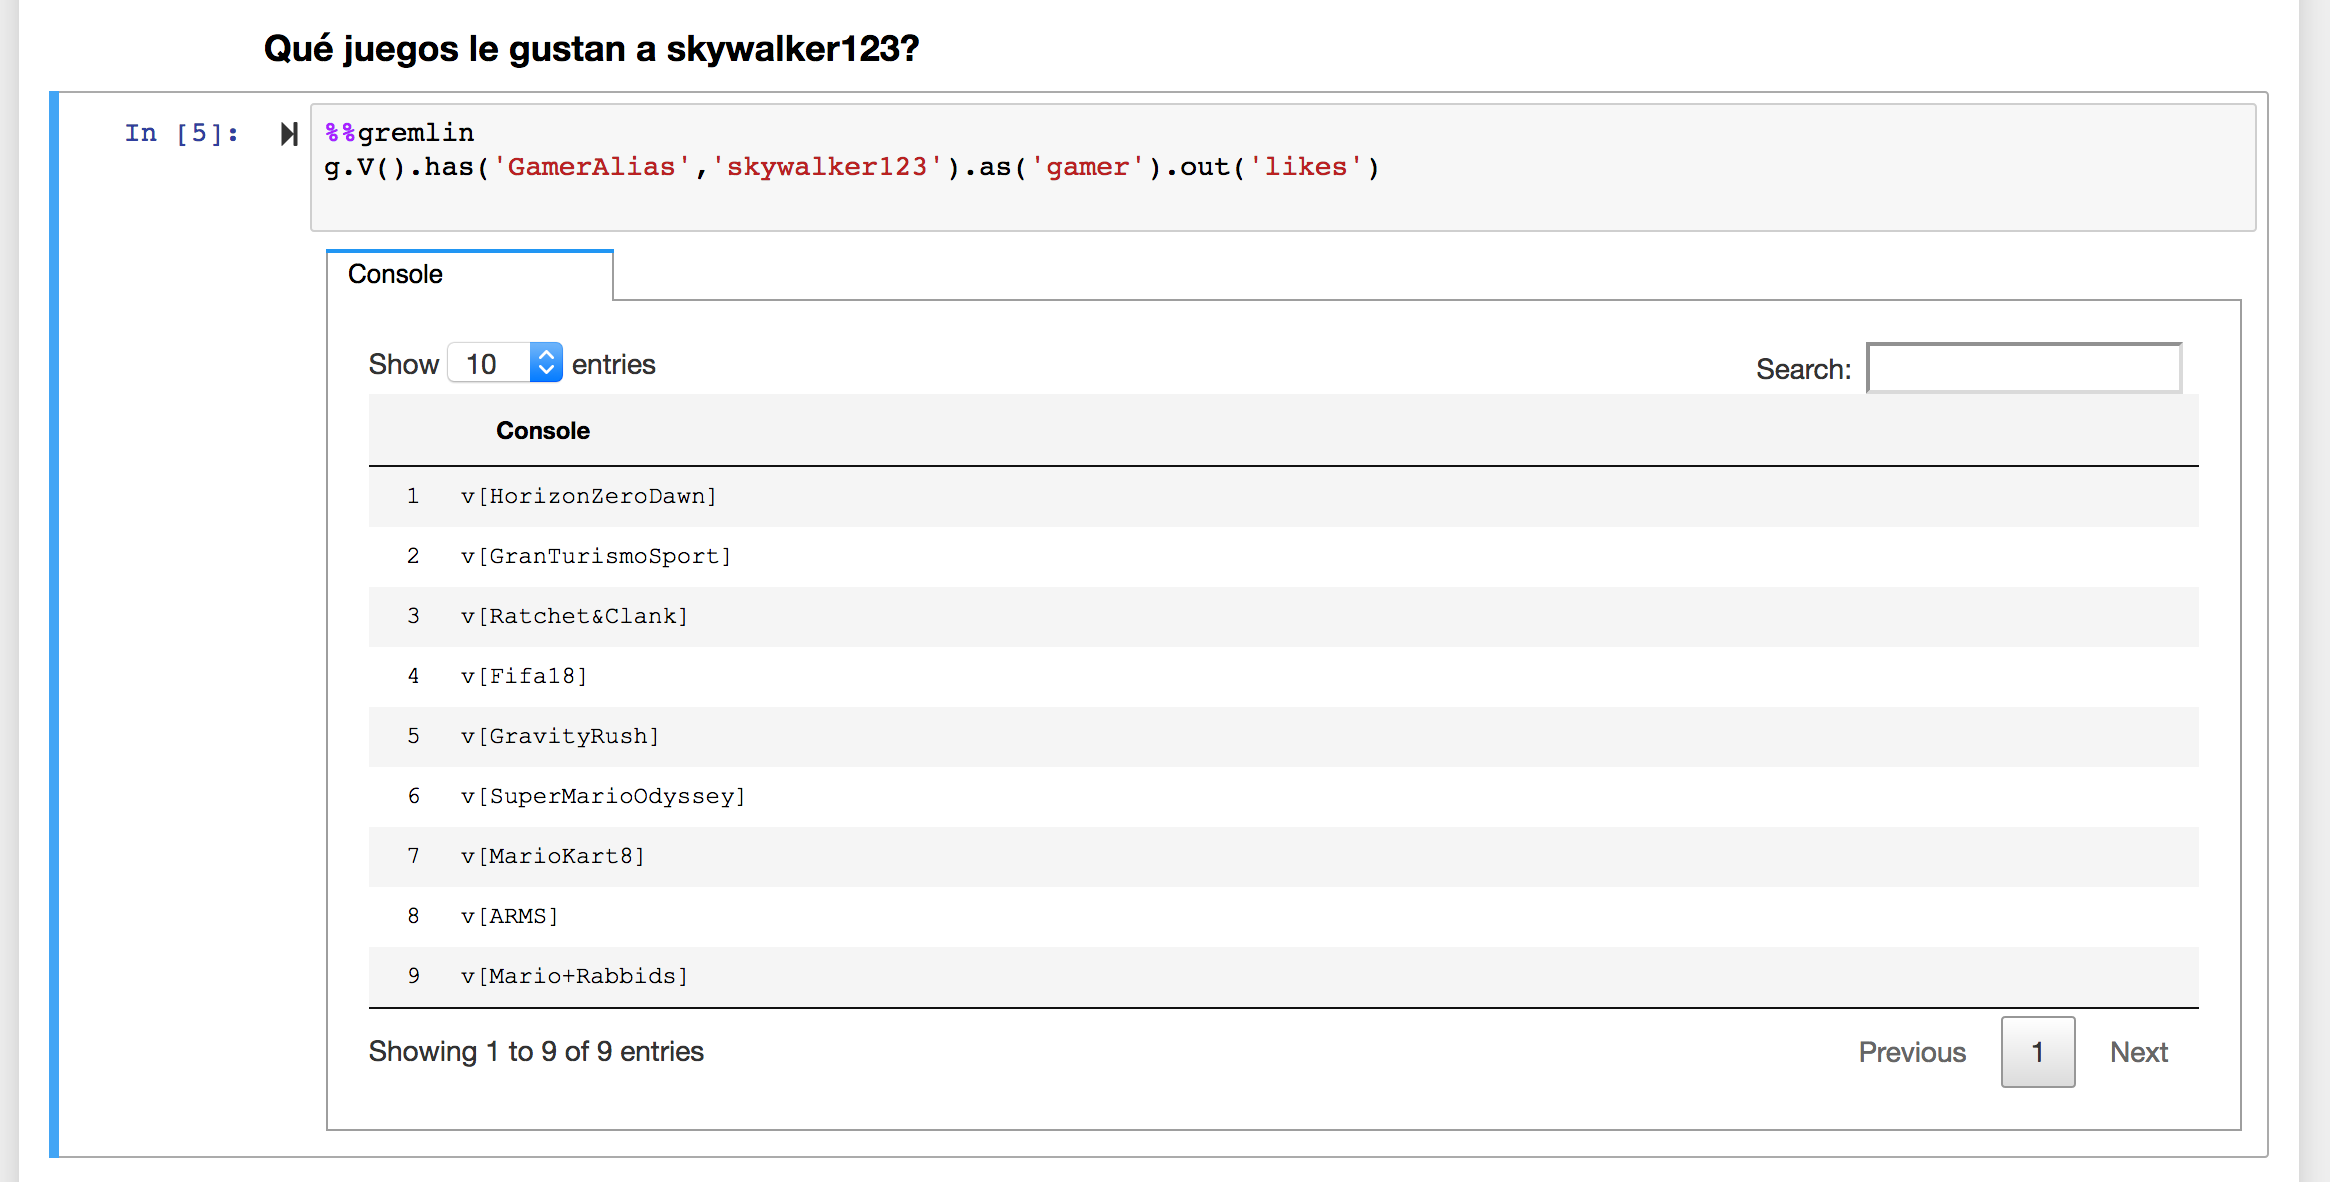 Qué juegos le gustan a skywalker123?
In [5]:
%%gremlin
g.V().has('GamerAlias','skywalker123').as('gamer').out('likes')
Console
Show 10 entries
Search:
Console
1 v[HorizonZeroDawn]
2 v[GranTurismoSport]
3 v[Ratchet&Clank]
4 v[Fifa18]
5 v[GravityRush]
6 v[SuperMarioOdyssey]
7 v[MarioKart8]
8 v[ARMS]
9 v[Mario+Rabbids]
Showing 1 to 9 of 9 entries
Previous 1 Next